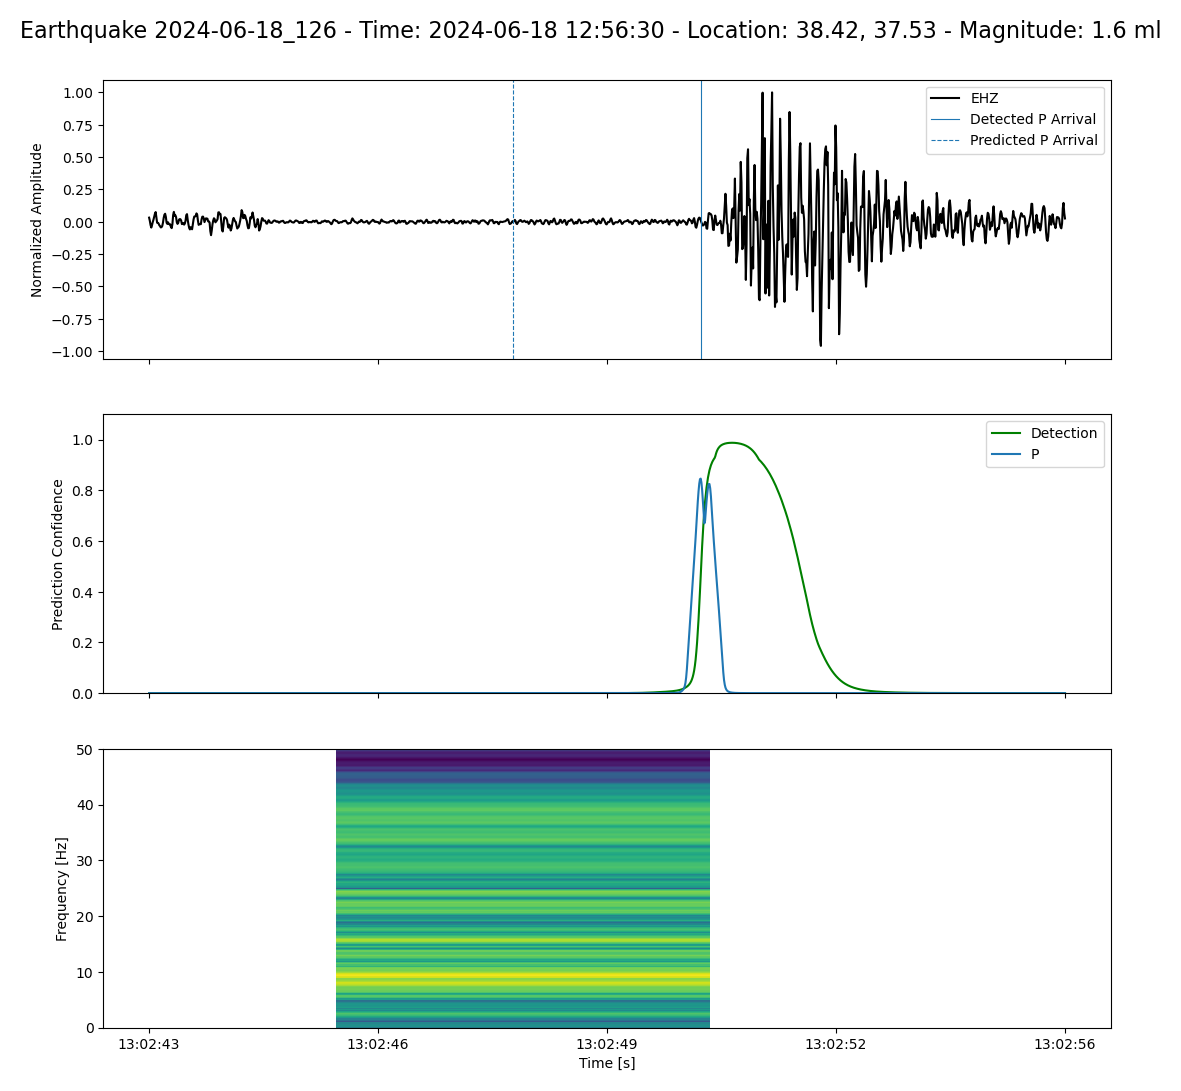 Earthquake 2024-06-18_126 - Time: 2024-06-18 12:56:30 - Location: 38.42, 37.53 - Magnitude: 1.6 ml
1.00
0.75
0.50
0.25
0.00
−0.25
−0.50
−0.75
−1.00
Normalized Amplitude
EHZ
Detected P Arrival
Predicted P Arrival
1.0
0.8
0.6
0.4
0.2
0.0
Prediction Confidence
Detection
P
50
40
30
20
10
0
Frequency [Hz]
13:02:43 13:02:46 13:02:49 13:02:52 13:02:56
Time [s]